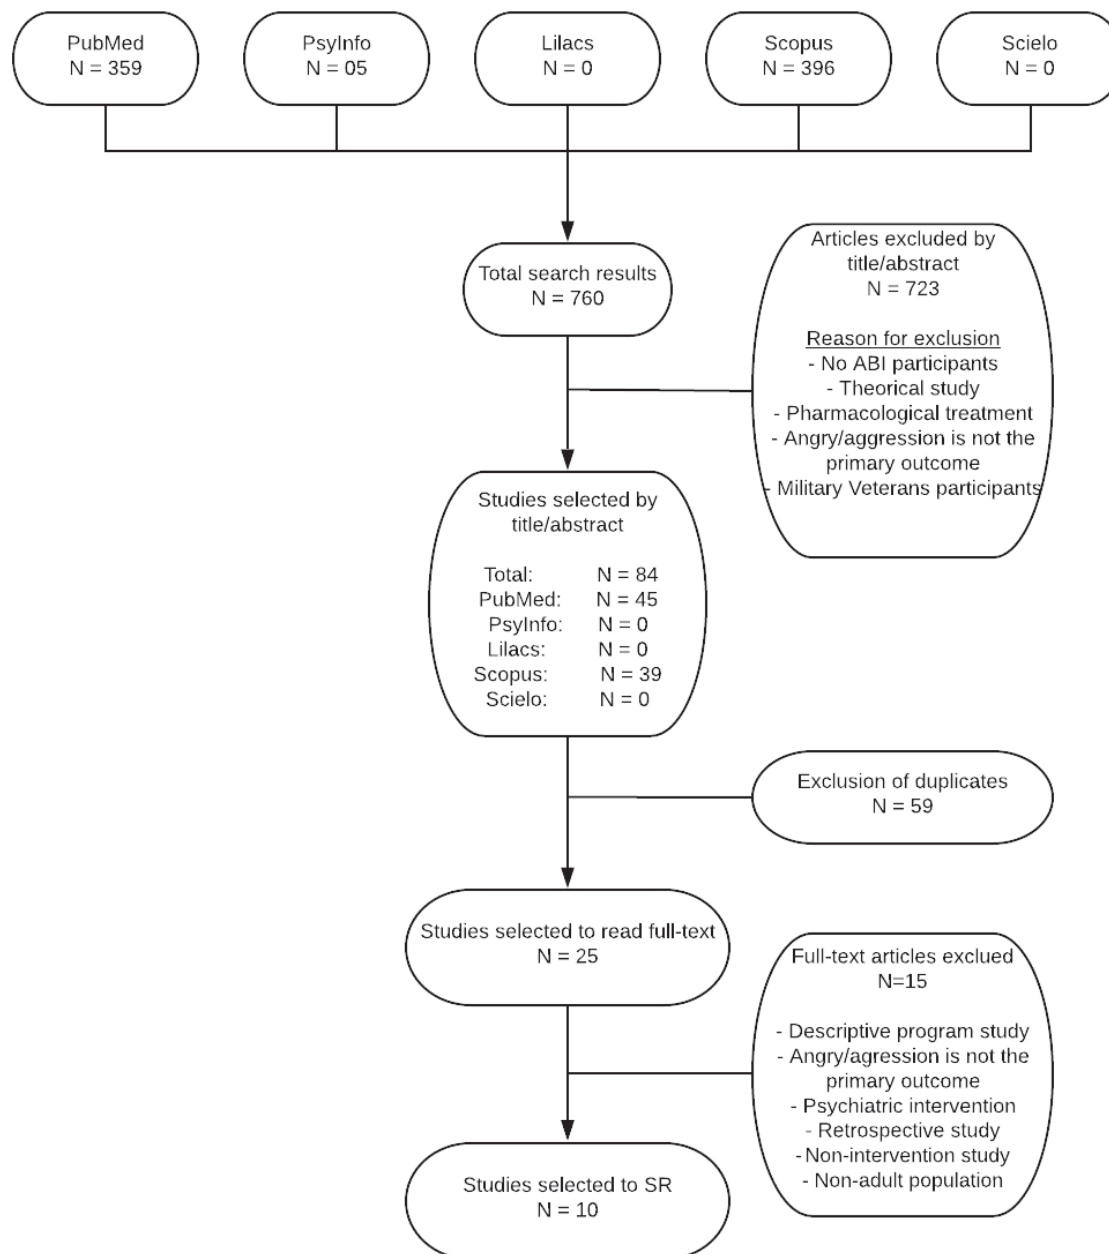 PubMed
N = 359
PsyInfo
N = 05
Lilacs
N = 0
Scopus
N = 396
Scielo
N = 0
Total search results
N = 760
Articles excluded by
title/abstract
N = 723
Reason for exclusion
- No ABI participants
- Theorical study
- Pharmacological treatment
- Angry/aggression is not the
primary outcome
- Military Veterans participants
Studies selected by
title/abstract
Total: N = 84
PubMed: N = 45
PsyInfo: N = 0
Lilacs: N = 0
Scopus: N = 39
Scielo: N = 0
Exclusion of duplicates
N = 59
Studies selected to read full-text
N = 25
Full-text articles exclued
N=15
- Descriptive program study
- Angry/agression is not the
primary outcome
- Psychiatric intervention
- Retrospective study
-Non-intervention study
- Non-adult population
Studies selected to SR
N = 10